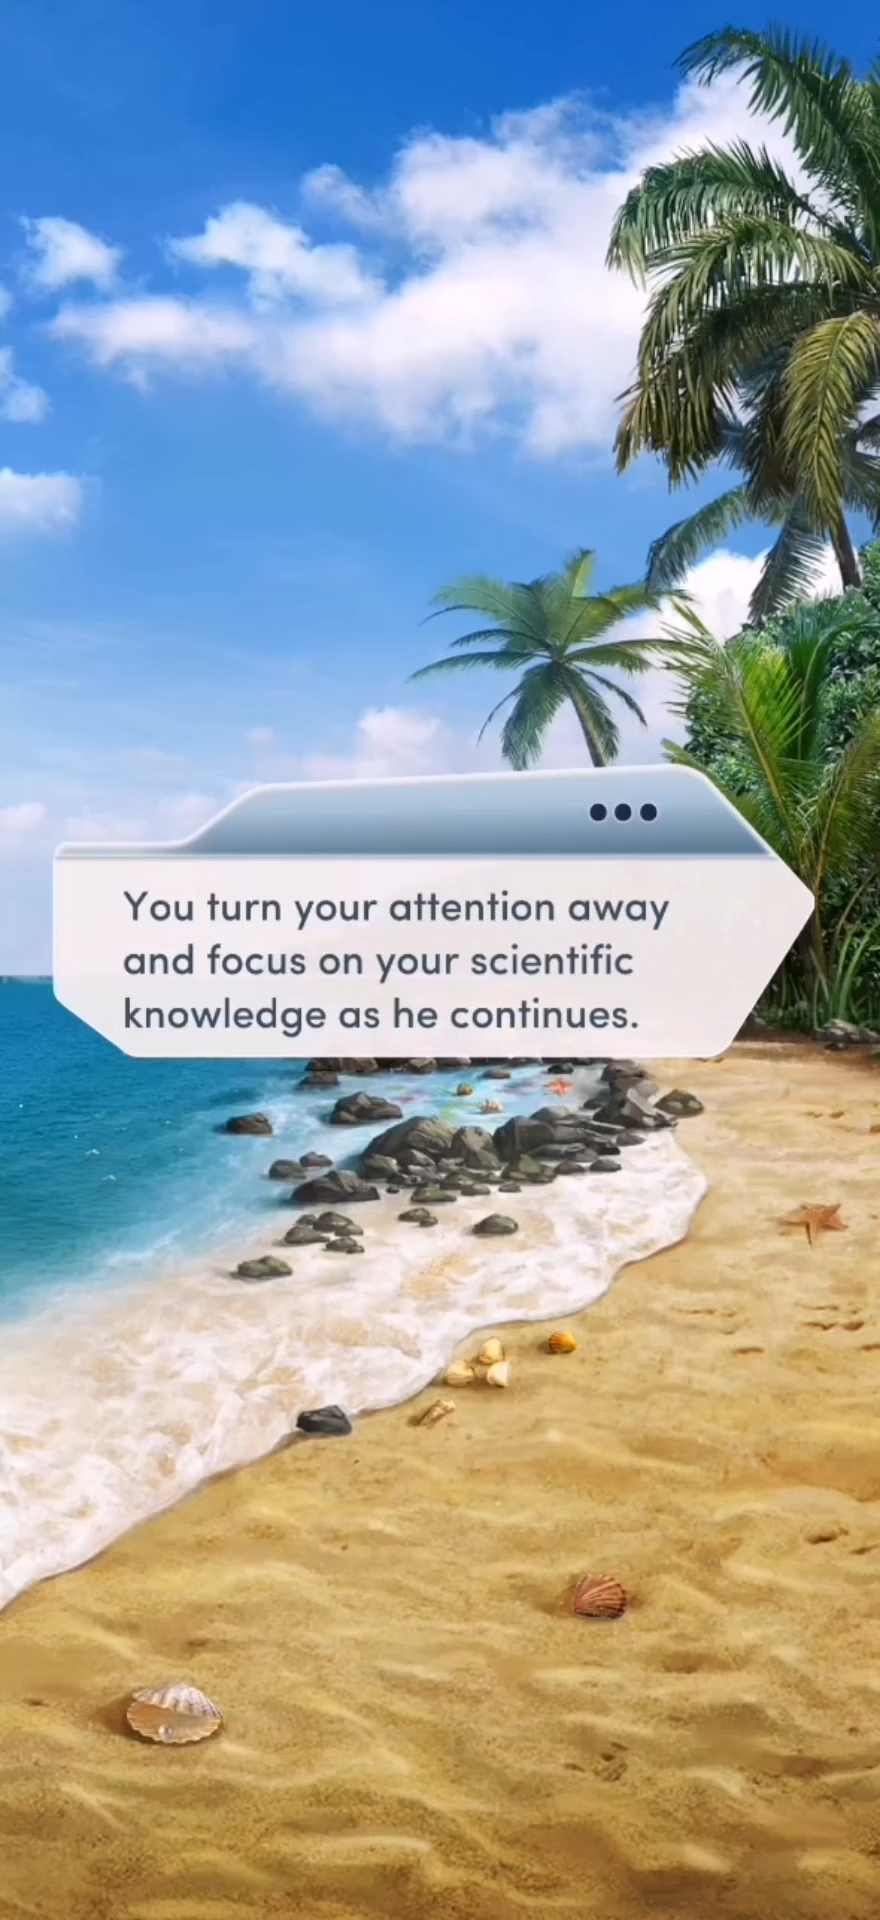 You turn your attention away
and focus on your scientific
knowledge as he continues.